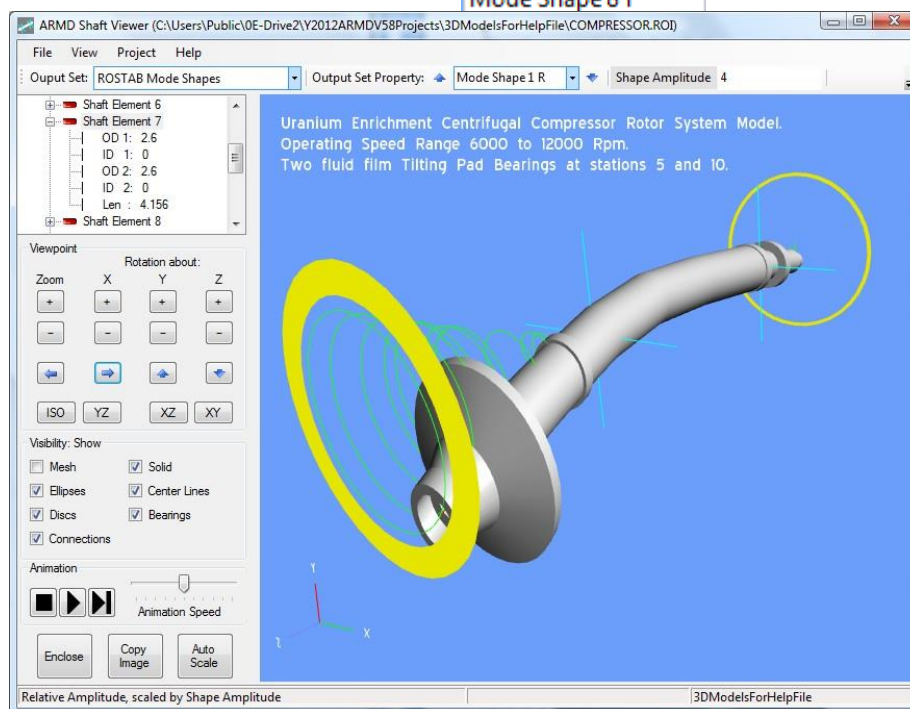 Mode Shape 8 F
ARMD Shaft Viewer (C:\Users\Public\0E-Drive2\Y2012ARMDV58Projects\3DModelsForHelpFile\COMPRESSOR.ROI)
File View Project Help
Ouput Set: ROSTAB Mode Shapes Output Set Property: Mode Shape 1 R Shape Amplitude 4
Shaft Element 6
Shaft Element 7
OD 1: 2.6
ID 1: 0
OD 2: 2.6
ID 2: 0
Len : 4.156
Shaft Element 8
Uranium Enrichment Centrifugal Compressor Rotor System Model.
Operating Speed Range 6000 to 12000 Rpm.
Two fluid film Tilting Pad Bearings at stations 5 and 10.
Viewpoint
Rotation about:
Zoom X Y Z
+ + + +
- - - -
ISO YZ XZ XY
Visibility: Show
Mesh Solid
Ellipses Center Lines
Discs Bearings
Connections
Animation
Animation Speed
Enclose Copy Image Auto Scale
Y
X
Relative Amplitude, scaled by Shape Amplitude 3DModelsForHelpFile